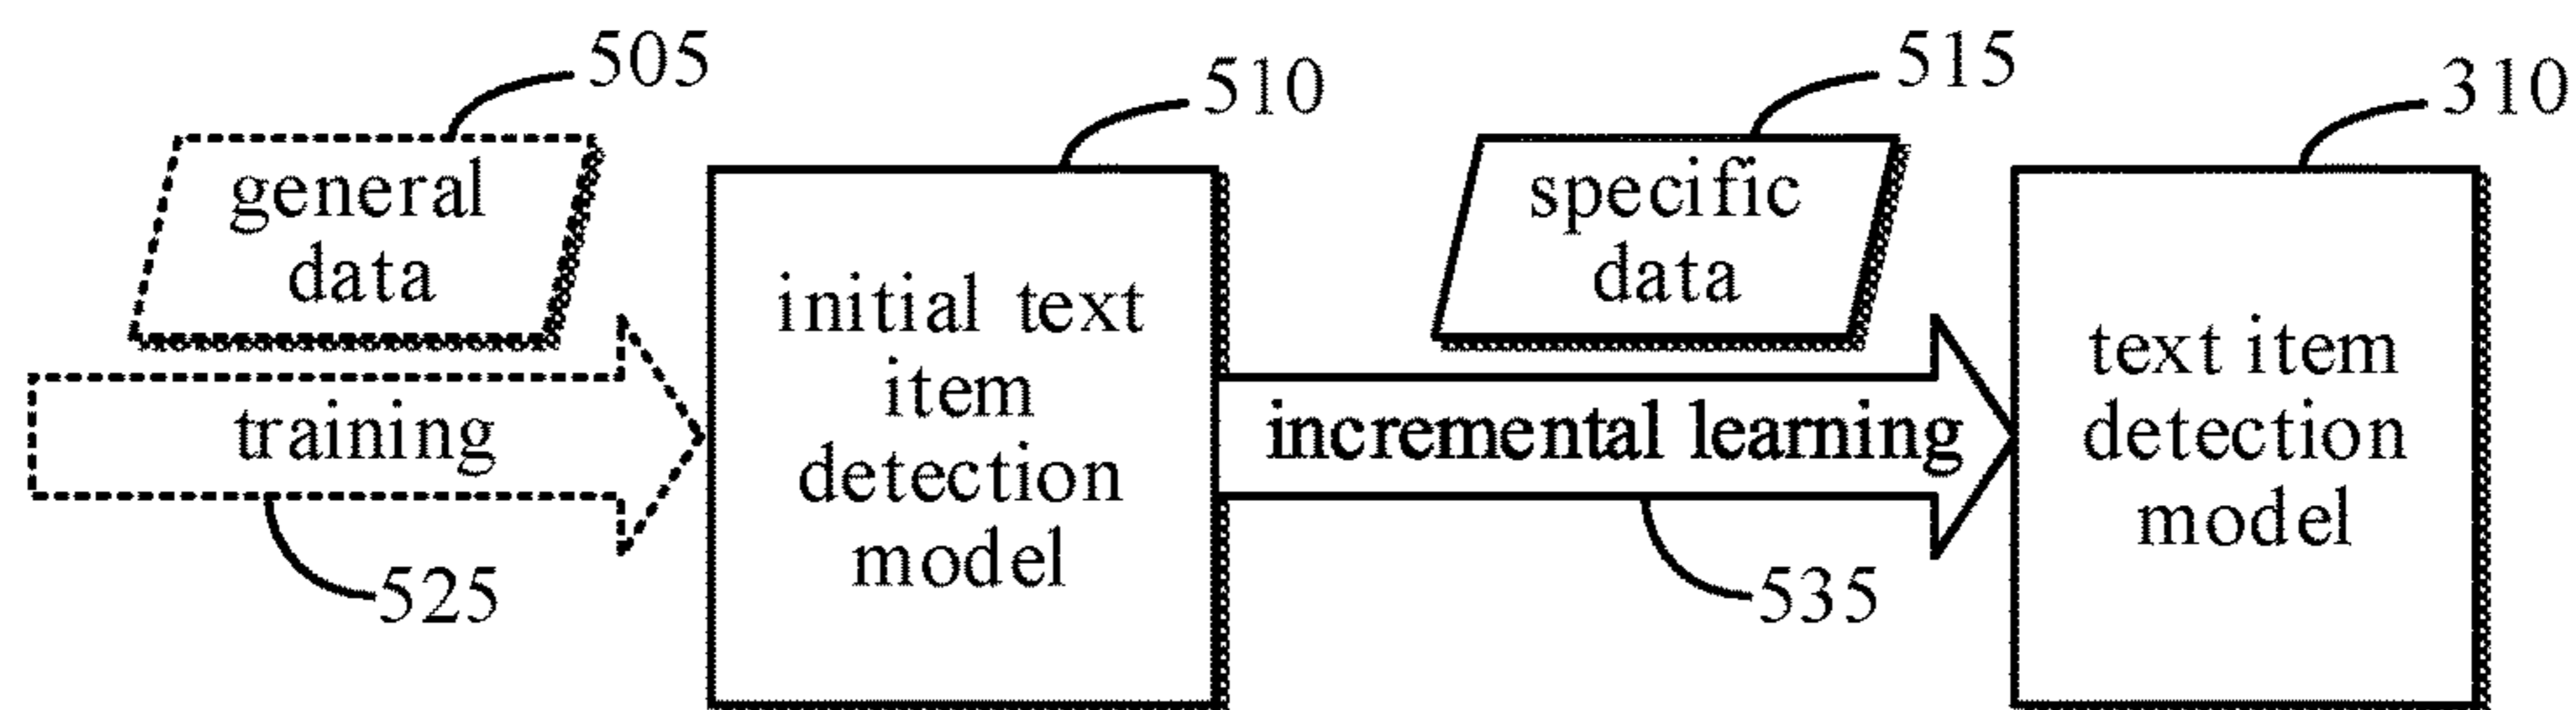 505
general
data
training
525
510
initial text
item
detection
model
515
specific
data
incremental learning
535
310
text item
detection
model